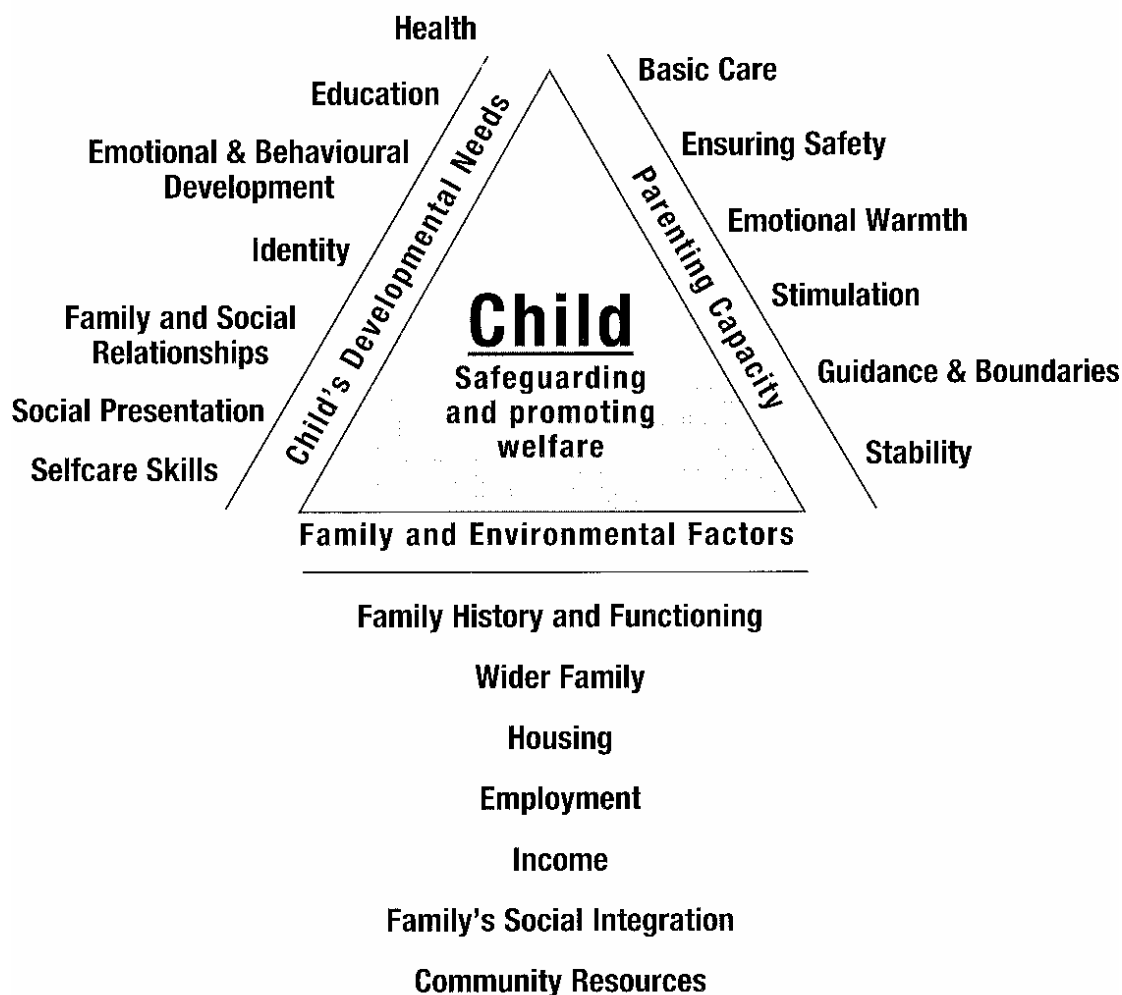 Health
Education
Emotional & Behavioural
Development
Identity
Family and Social
Relationships
Social Presentation
Selfcare Skills
Child's Developmental Needs
Basic Care
Ensuring Safety
Emotional Warmth
Stimulation
Guidance & Boundaries
Stability
Parenting Capacity
Child
Safeguarding
and promoting
welfare
Family and Environmental Factors
Family History and Functioning
Wider Family
Housing
Employment
Income
Family's Social Integration
Community Resources